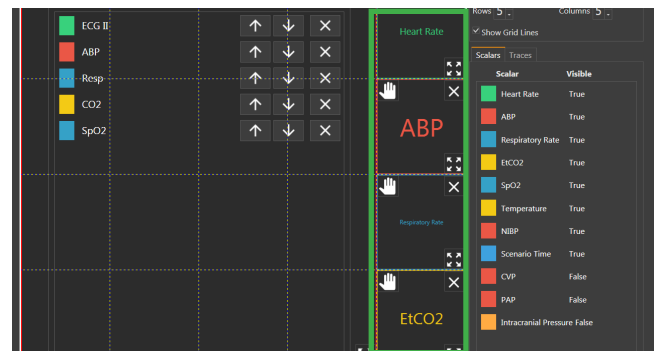 ECG II
ABP
Resp
CO2
SpO2
Heart Rate
ABP
Respiratory Rate
EtCO2
Rows 5 Columns 5
Show Grid Lines
Scalars Traces
Scalar Visible
Heart Rate True
ABP True
Respiratory Rate True
EtCO2 True
SpO2 True
Temperature True
NIBP True
Scenario Time True
CVP False
PAP False
Intracranial Pressure False